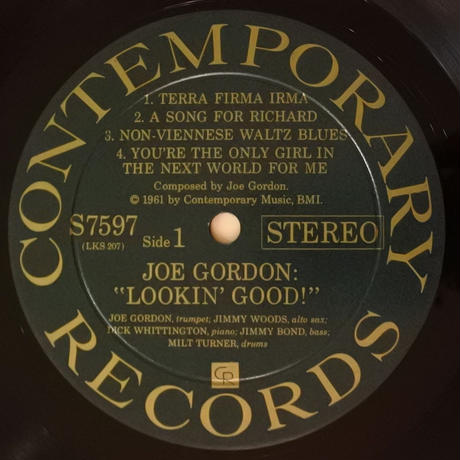 CONTEMPORARY
1. TERRA FIRMA IRMA
2. A SONG FOR RICHARD
3. NON-VIENNESE WALTZ BLUES
4. YOU'RE THE ONLY GIRL IN
THE NEXT WORLD FOR ME
Composed by Joe Gordon.
© 1961 by Contemporary Music, BMI.
S7597
(LKS 207)
Side 1
STEREO
JOE GORDON:
"LOOKIN' GOOD!"
JOE GORDON, trumpet; JIMMY WOODS, alto sax;
DICK WHITTINGTON, piano; JIMMY BOND, bass;
MILT TURNER, drums
CR
RECORDS